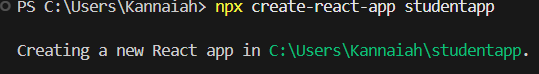 PS C:\Users\Kannaiah> npx create-react-app studentapp
Creating a new React app in C:\Users\Kannaiah\studentapp.